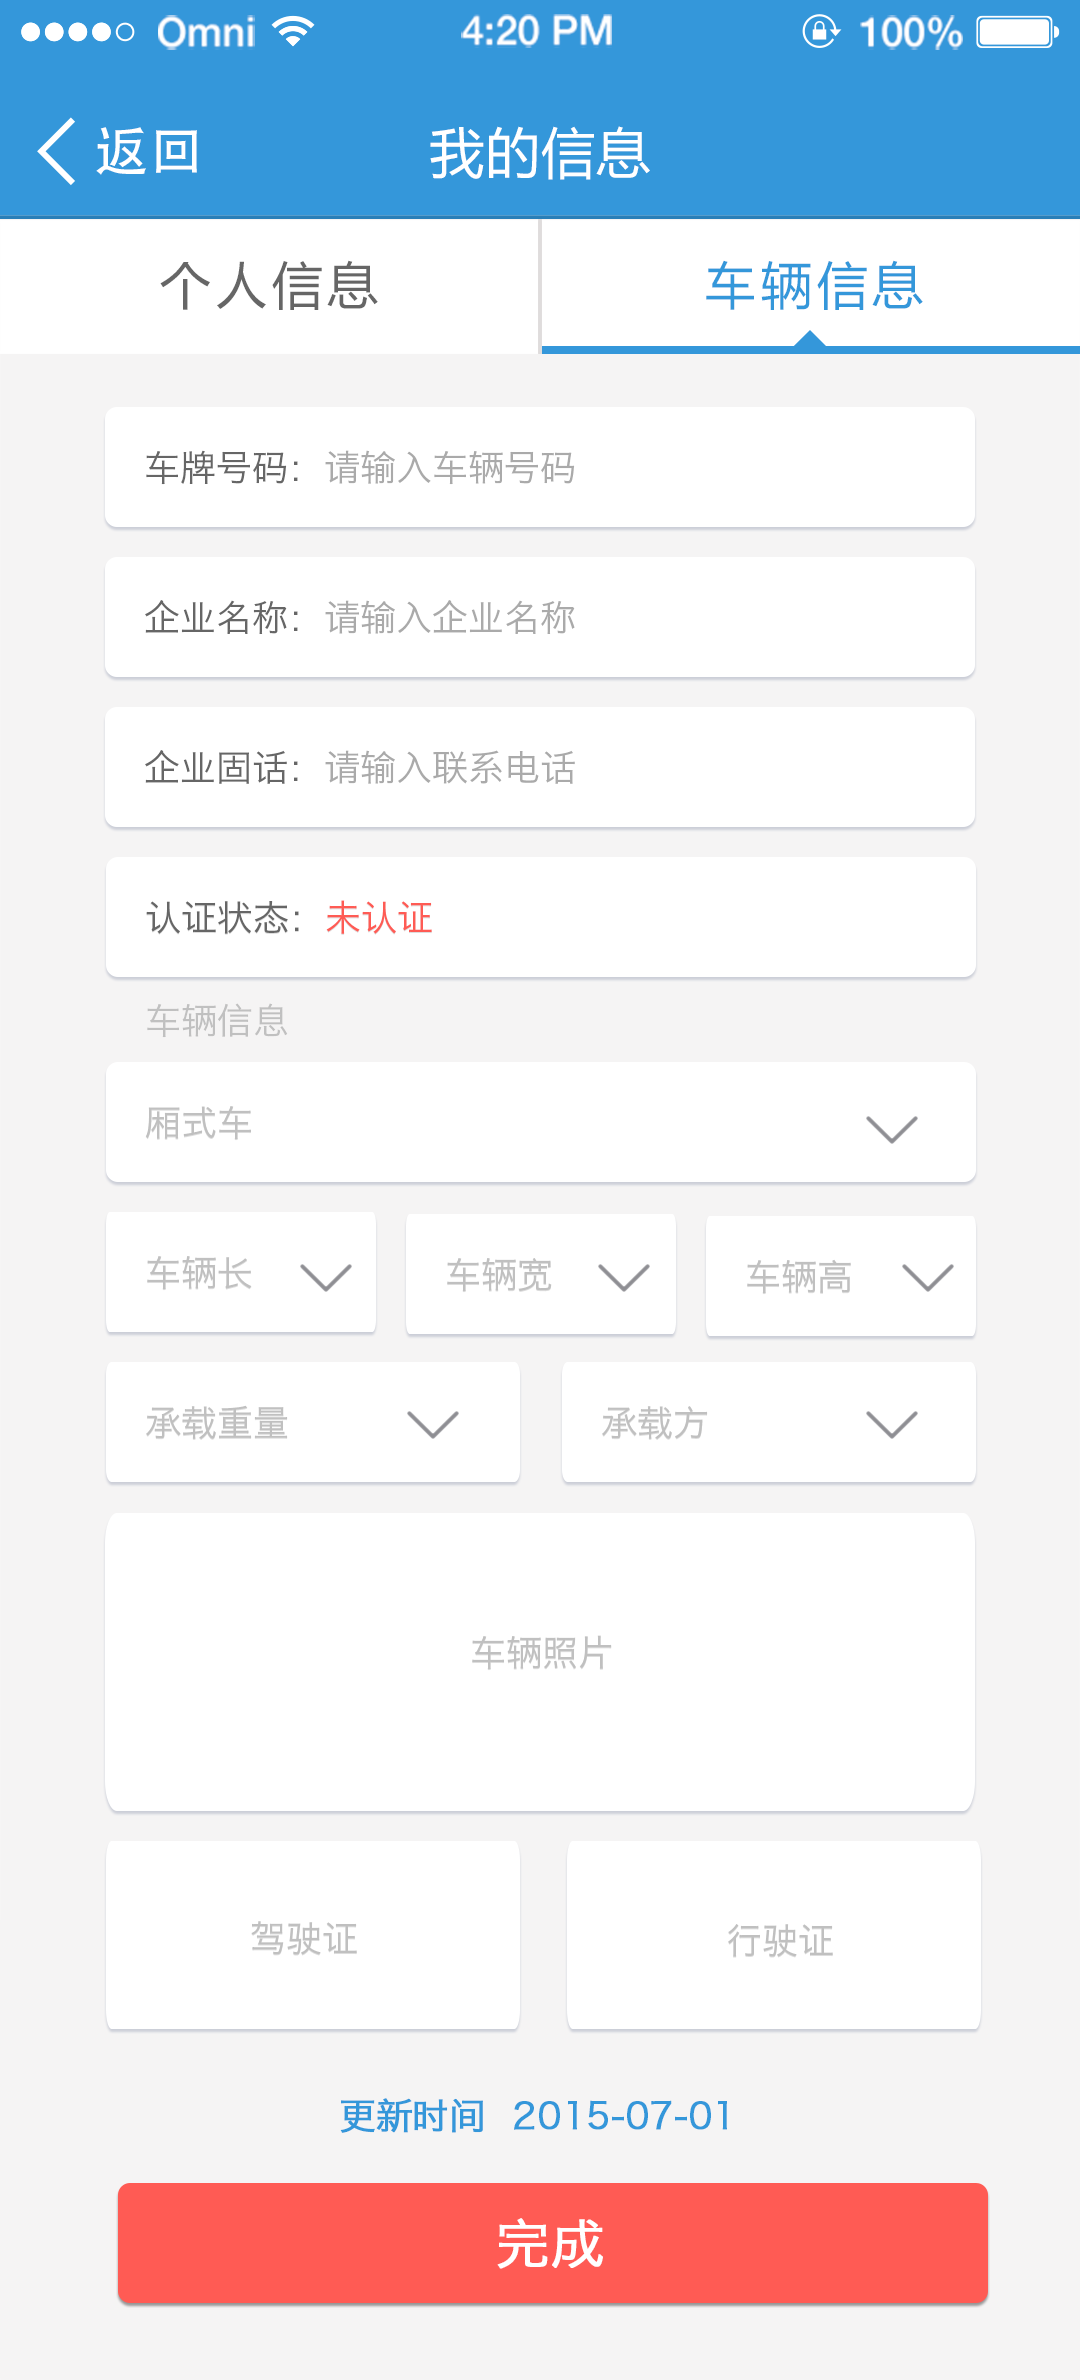 Omni 4:20 PM 100%
返回 我的信息
个人信息 车辆信息
车牌号码： 请输入车辆号码
企业名称： 请输入企业名称
企业固话： 请输入联系电话
认证状态： 未认证
车辆信息
厢式车
车辆长 车辆宽 车辆高
承载重量 承载方
车辆照片
驾驶证 行驶证
更新时间 2015-07-01
完成